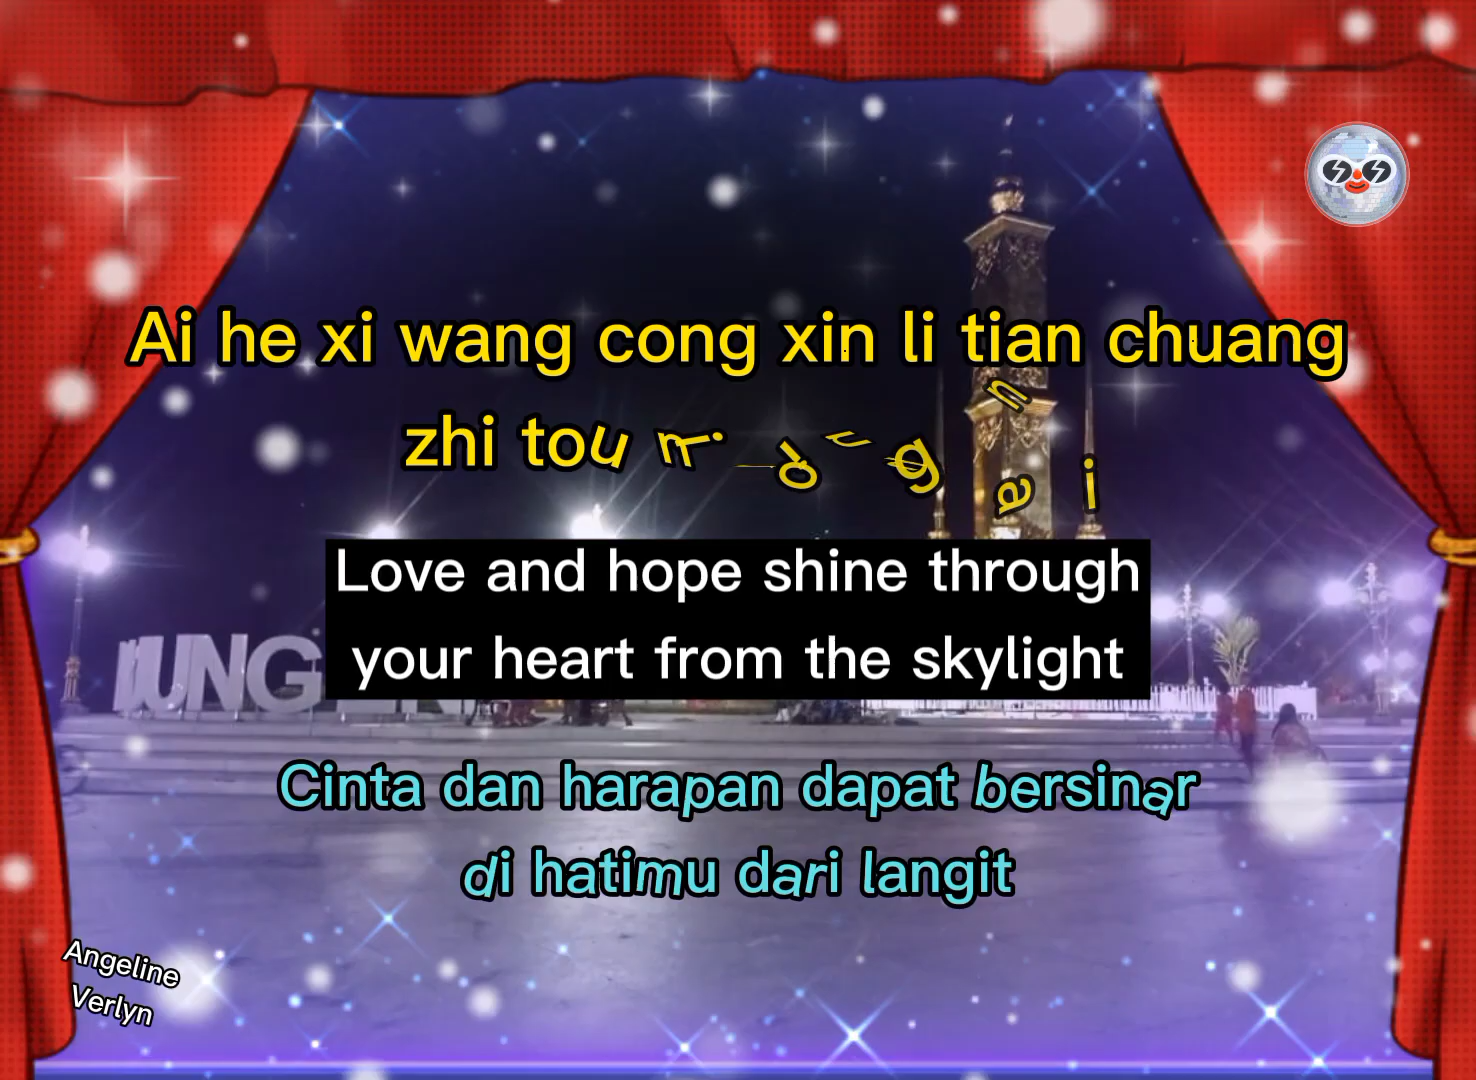 Ai he xi wang cong xin li tian chuang
zhi tou
Love and hope shine through
your heart from the skylight
Cinta dan harapan dapat bersinar
di hatimu dari langit
Angeline
Verlyn